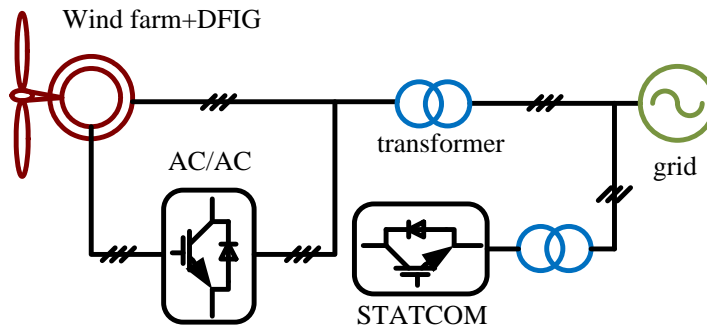 Wind farm+DFIG
transformer
AC/AC
grid
STATCOM